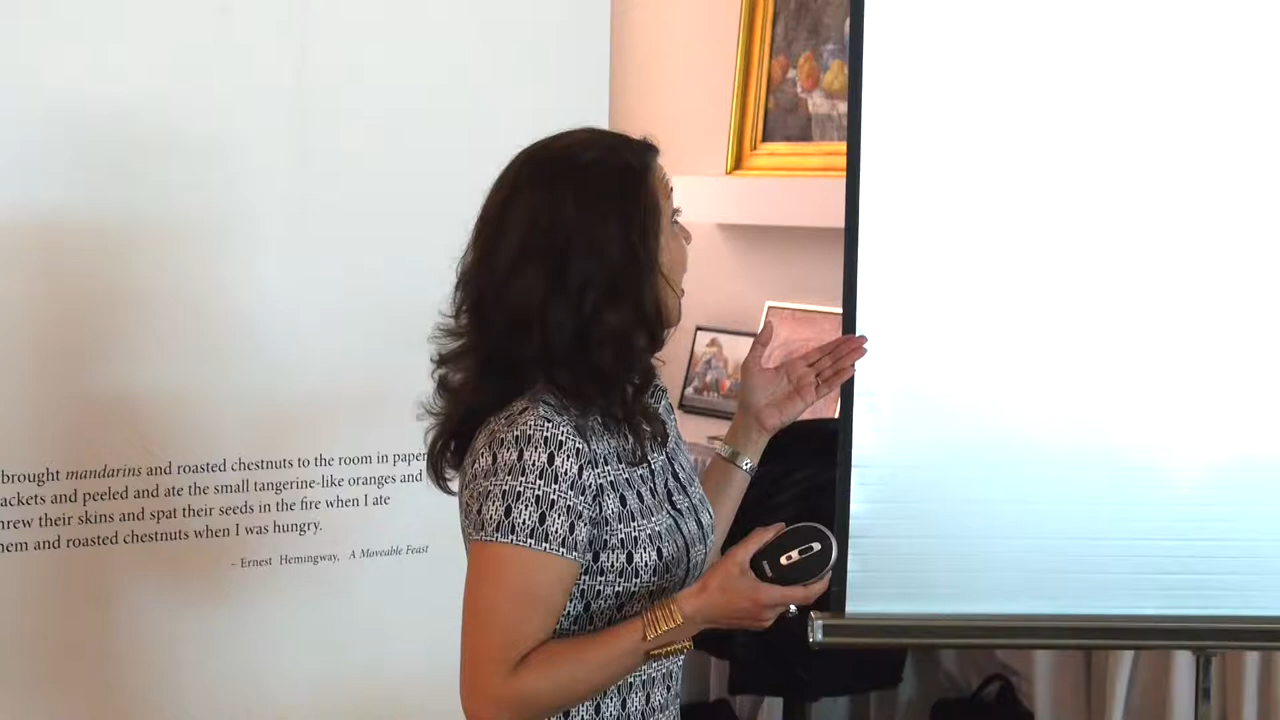 brought mandarins and roasted chestnuts to the room in paper
ackets and peeled and ate the small tangerine-like oranges and
hrew their skins and spat their seeds in the fire when I ate
hem and roasted chestnuts when I was hungry.
– Ernest Hemingway, A Moveable Feast